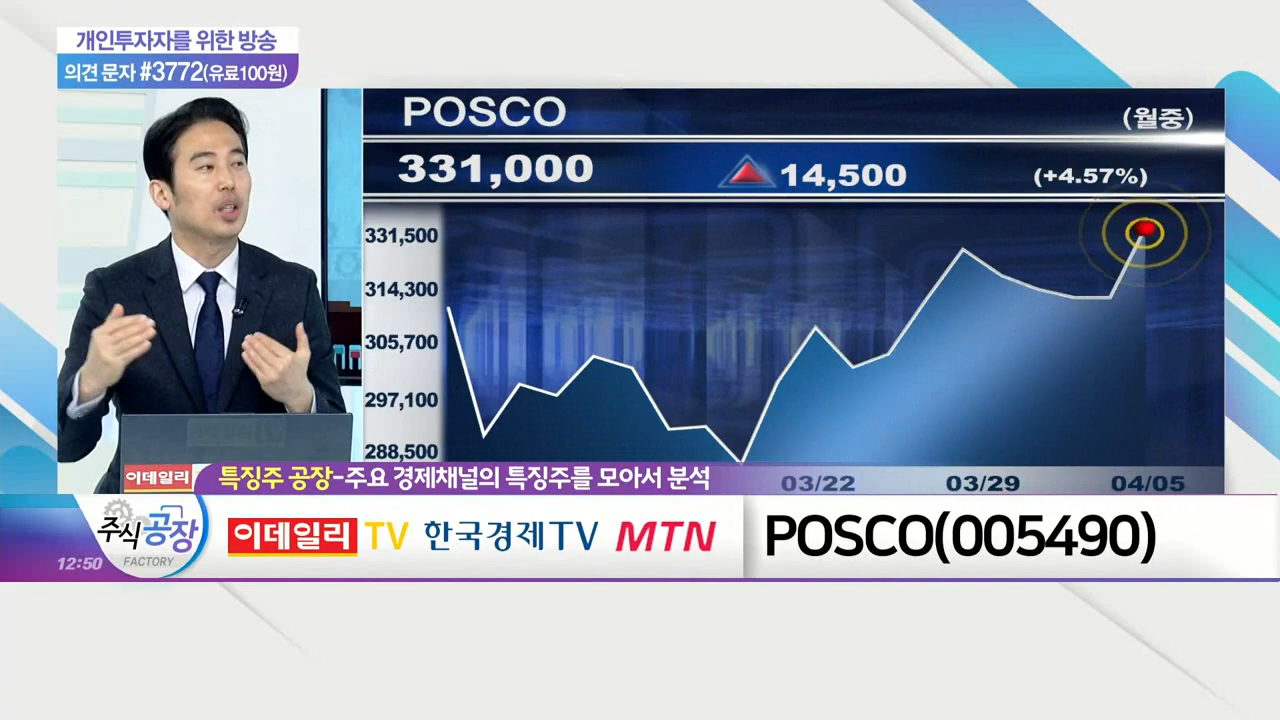 개인투자자를 위한 방송
의견 문자 #3772(유료100원)
POSCO
(월중)
331,000
14,500
(+4.57%)
331,500
314,300
305,700
297,100
288,500
03/22
03/29
04/05
이데일리
특징주 공장-주요 경제채널의 특징주를 모아서 분석
주식공장
FACTORY
12:50
이데일리 TV 한국경제TV MTN
POSCO(005490)